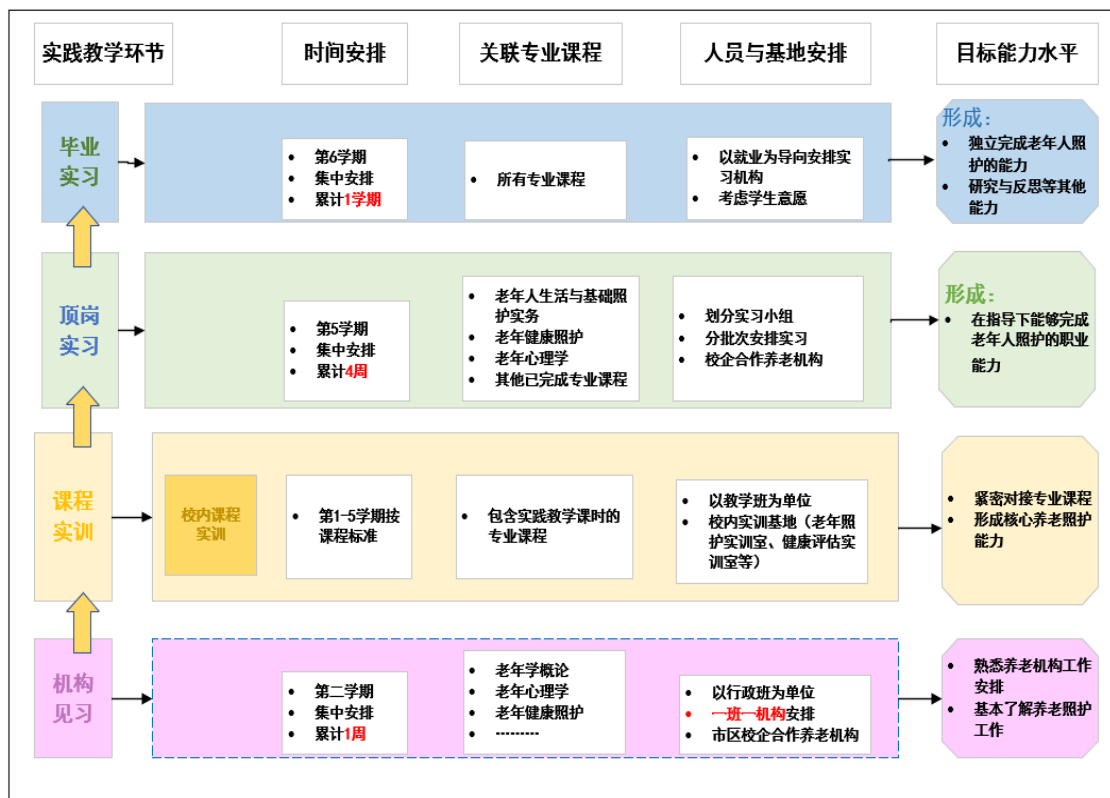 实践教学环节
时间安排
关联专业课程
人员与基地安排
目标能力水平
毕业
实习
第6学期
集中安排
累计1学期
所有专业课程
以就业为导向安排实
习机构
考虑学生意愿
形成：
独立完成老年人照
护的能力
研究与反思等其他
能力
顶岗
实习
第5学期
集中安排
累计4周
老年人生活与基础照
护实务
老年健康照护
老年心理学
其他已完成专业课程
划分实习小组
分批次安排实习
校企合作养老机构
形成：
在指导下能够完成
老年人照护的职业
能力
课程
实训
校内课程
实训
第1-5学期按
课程标准
包含实践教学课时的
专业课程
以教学班为单位
校内实训基地（老年照
护实训室、健康评估实
训室等）
紧密对接专业课程
形成核心养老照护
能力
机构
见习
第二学期
集中安排
累计1周
老年学概论
老年心理学
老年健康照护
---------
以行政班为单位
一班一机构安排
市区校企合作养老机构
熟悉养老机构工作
安排
基本了解养老照护
工作